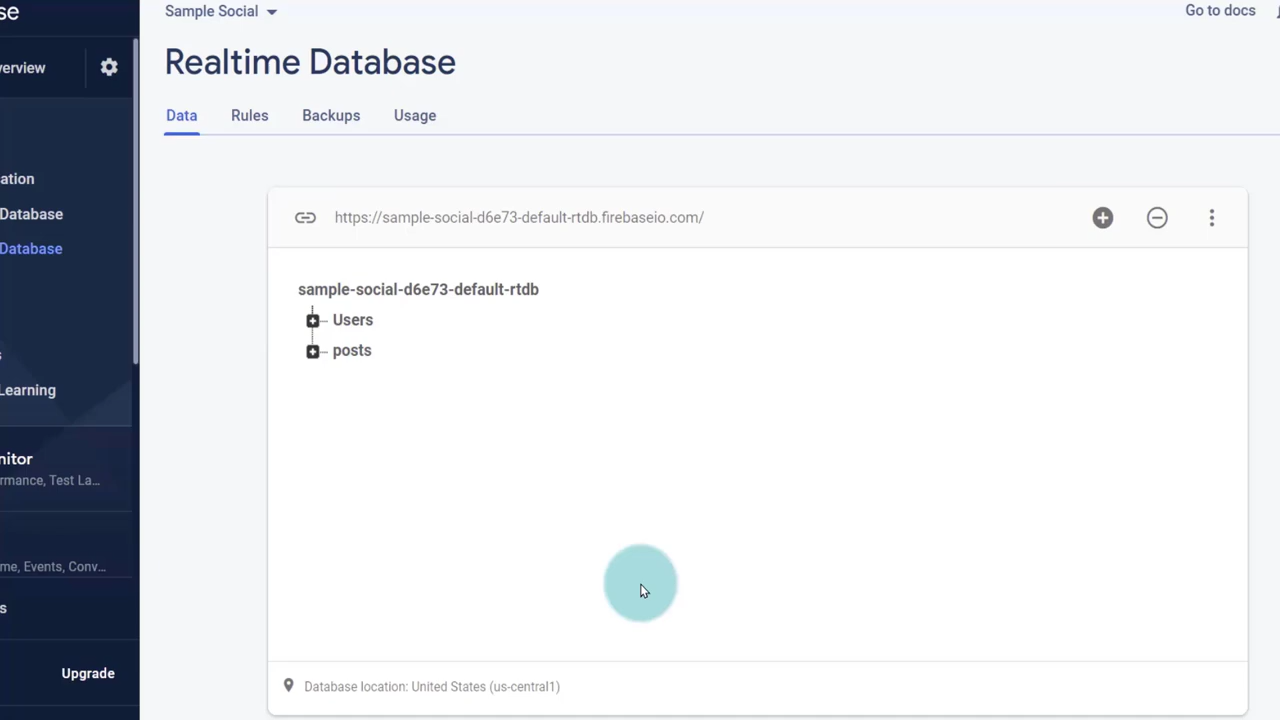 se
Sample Social
Go to docs
Realtime Database
verview
Data Rules Backups Usage
ation
Database
Database
https://sample-social-d6e73-default-rtdb.firebaseio.com/
sample-social-d6e73-default-rtdb
Users
posts
s
Learning
nitor
rmance, Test La...
me, Events, Conv...
s
Upgrade
Database location: United States (us-central1)